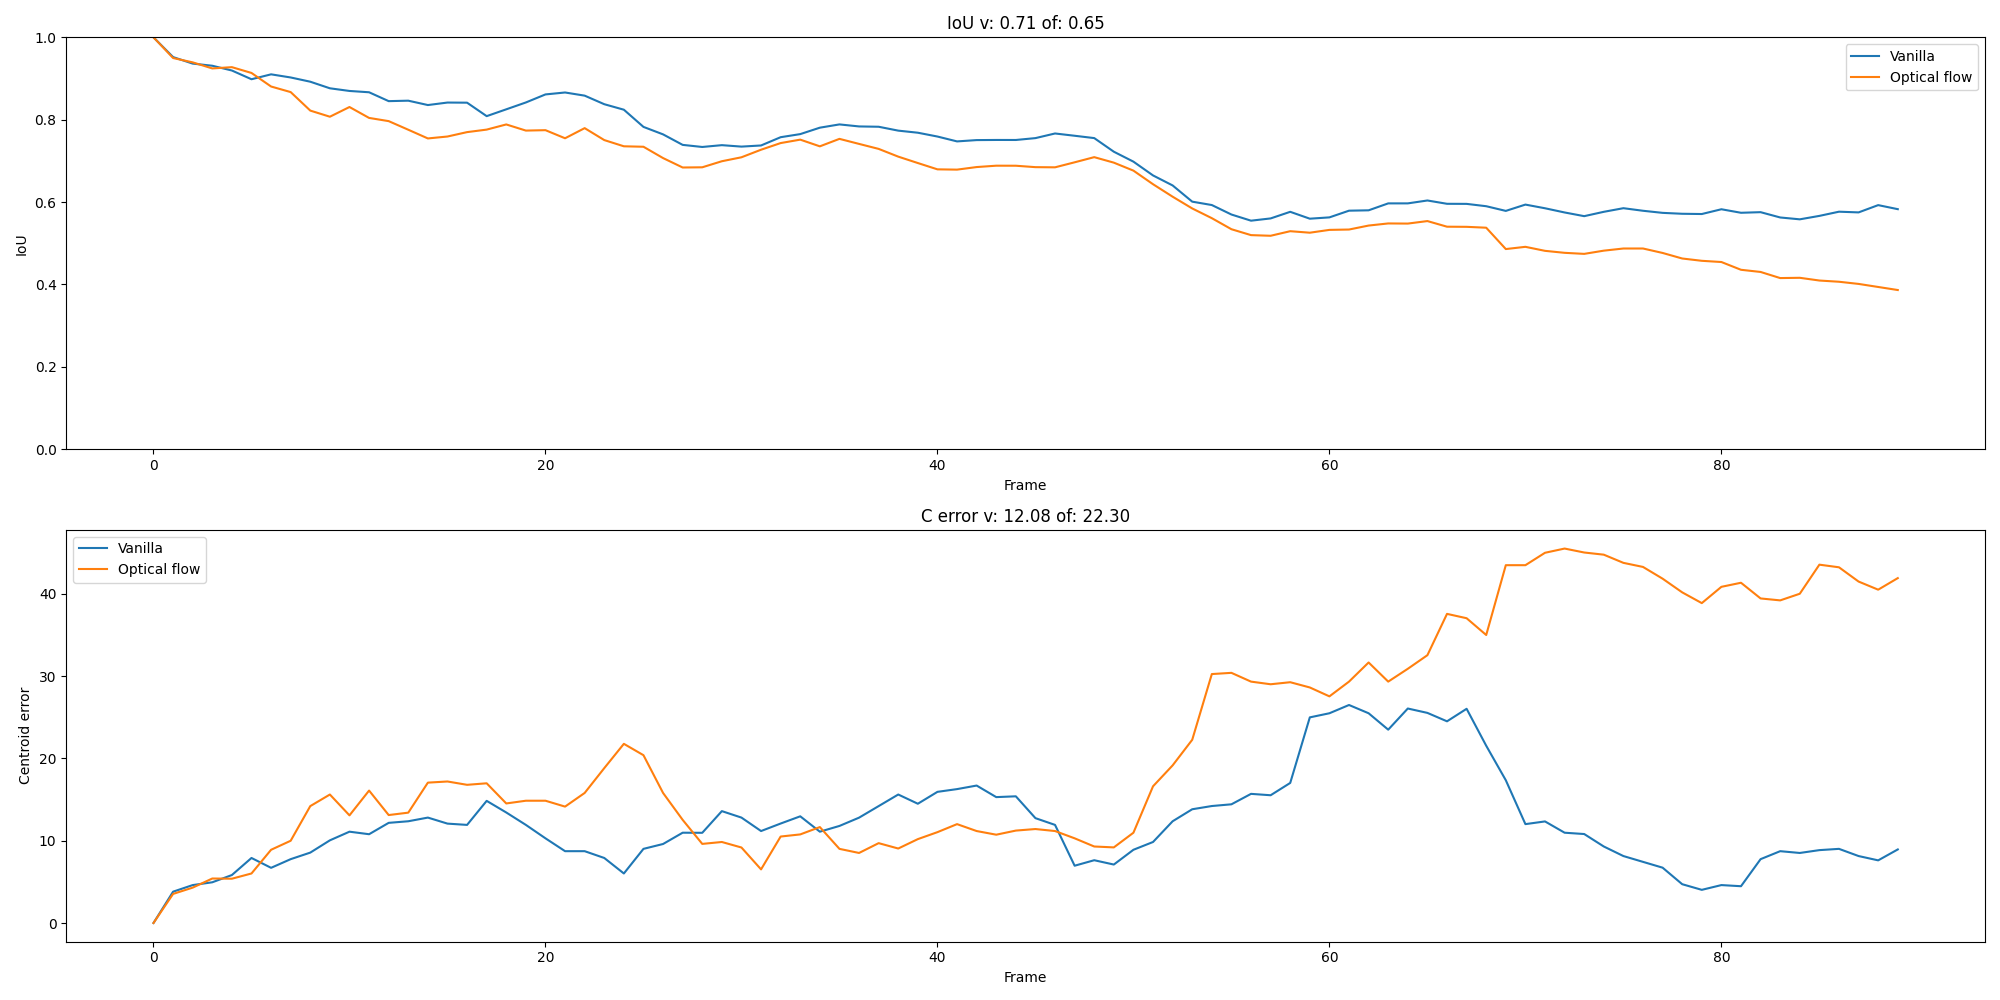 IoU v: 0.71 of: 0.65
1.0
0.8
0.6
0.4
0.2
0.0
IoU
Vanilla
Optical flow
0 20 40 60 80
Frame
C error v: 12.08 of: 22.30
Vanilla
Optical flow
40
30
20
10
0
Centroid error
0 20 40 60 80
Frame